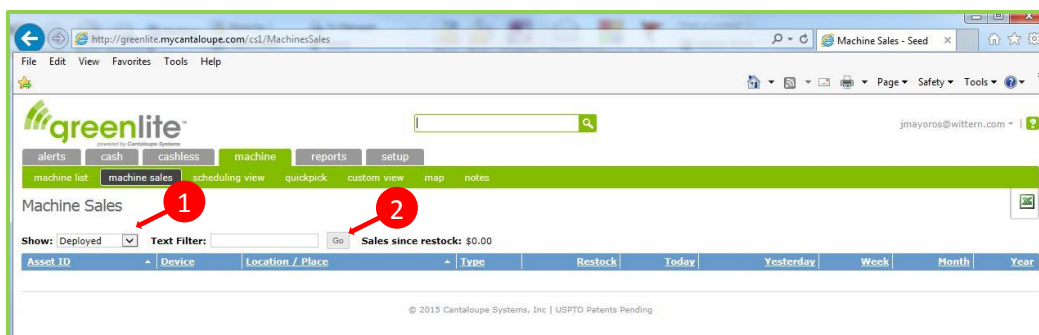 http://greenlite.mycantaloupe.com/cs1/MachinesSales
Machine Sales - Seed
File Edit View Favorites Tools Help
Page Safety Tools
greenlite
powered by Cantaloupe Systems
jmayoros@wittern.com
alerts cash cashless machine reports setup
machine list machine sales scheduling view quickpick custom view map notes
Machine Sales
1
2
Show: Deployed Text Filter: Go Sales since restock: $0.00
Asset ID Device Location / Place Type Restock Today Yesterday Week Month Year
© 2015 Cantaloupe Systems, Inc | USPTO Patents Pending